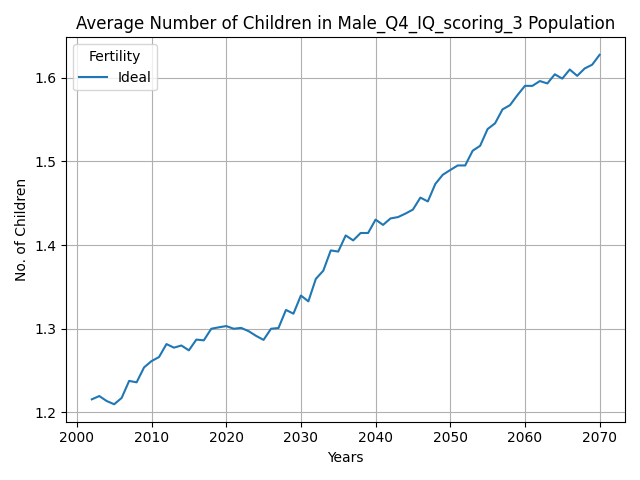 Average Number of Children in Male_Q4_IQ_scoring_3 Population
Fertility
Ideal
No. of Children
1.6
1.5
1.4
1.3
1.2
2000 2010 2020 2030 2040 2050 2060 2070
Years